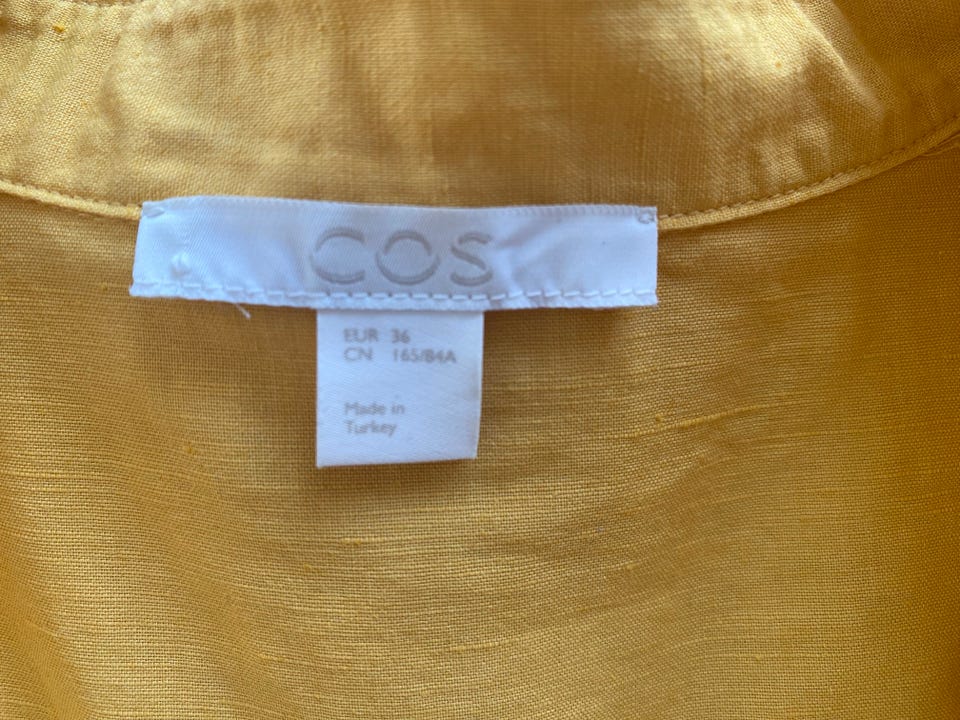 COS
EUR 36
CN 165/84A
Made in
Turkey